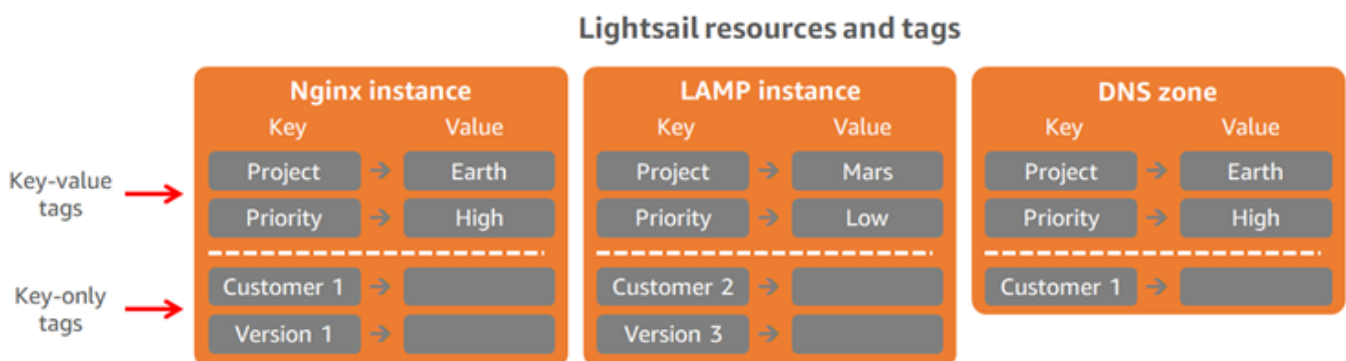 Lightsail resources and tags
Nginx instance
Key Value
Project → Earth
Priority → High
Customer 1 →
Version 1 →
LAMP instance
Key Value
Project → Mars
Priority → Low
Customer 2 →
Version 3 →
DNS zone
Key Value
Project → Earth
Priority → High
Customer 1 →
Key-value
tags
Key-only
tags